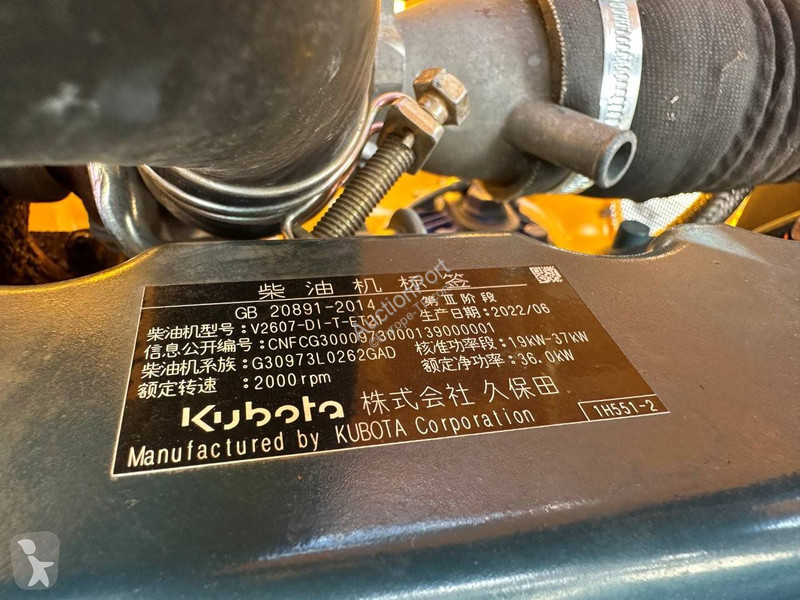 柴油机标签
GB 20891-2014 第Ⅲ阶段
柴油机型号: V2607-DI-T-ET21 生产日期: 2022/06
信息公开编号: CNFCG3000973000139000001
柴油机系族: G30973L0262GAD 核准功率段: 19kW-37kW
额定转速: 2000rpm 额定净功率: 36.0kW
Kubota 株式会社 久保田
1H551-2
Manufactured by KUBOTA Corporation
AuctionPort